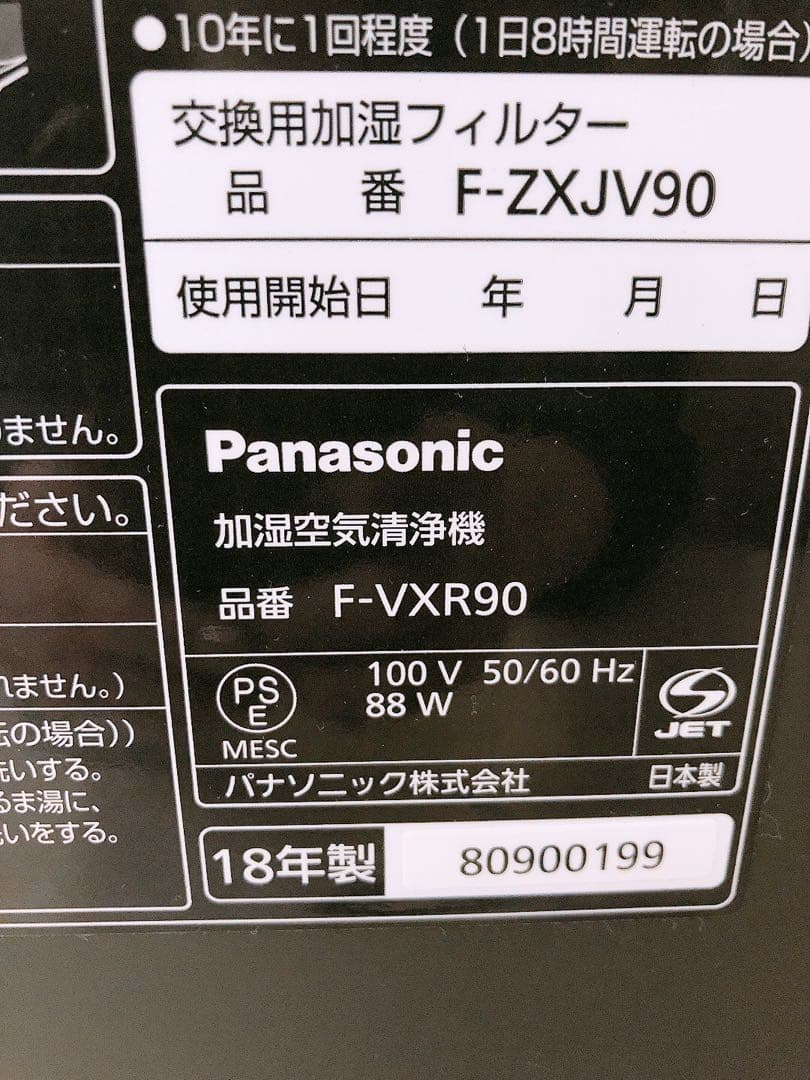 ●10年に1回程度（1日8時間運転の場合）
交換用加湿フィルター
品 番 F-ZXJV90
使用開始日 年 月 日
ません。
ださい。
れません。）
転の場合））
洗いする。
るま湯に、
洗いをする。
Panasonic
加湿空気清浄機
品番 F-VXR90
PS
E
MESC
100 V 50/60 Hz
88 W
S
JET
パナソニック株式会社 日本製
18年製 80900199